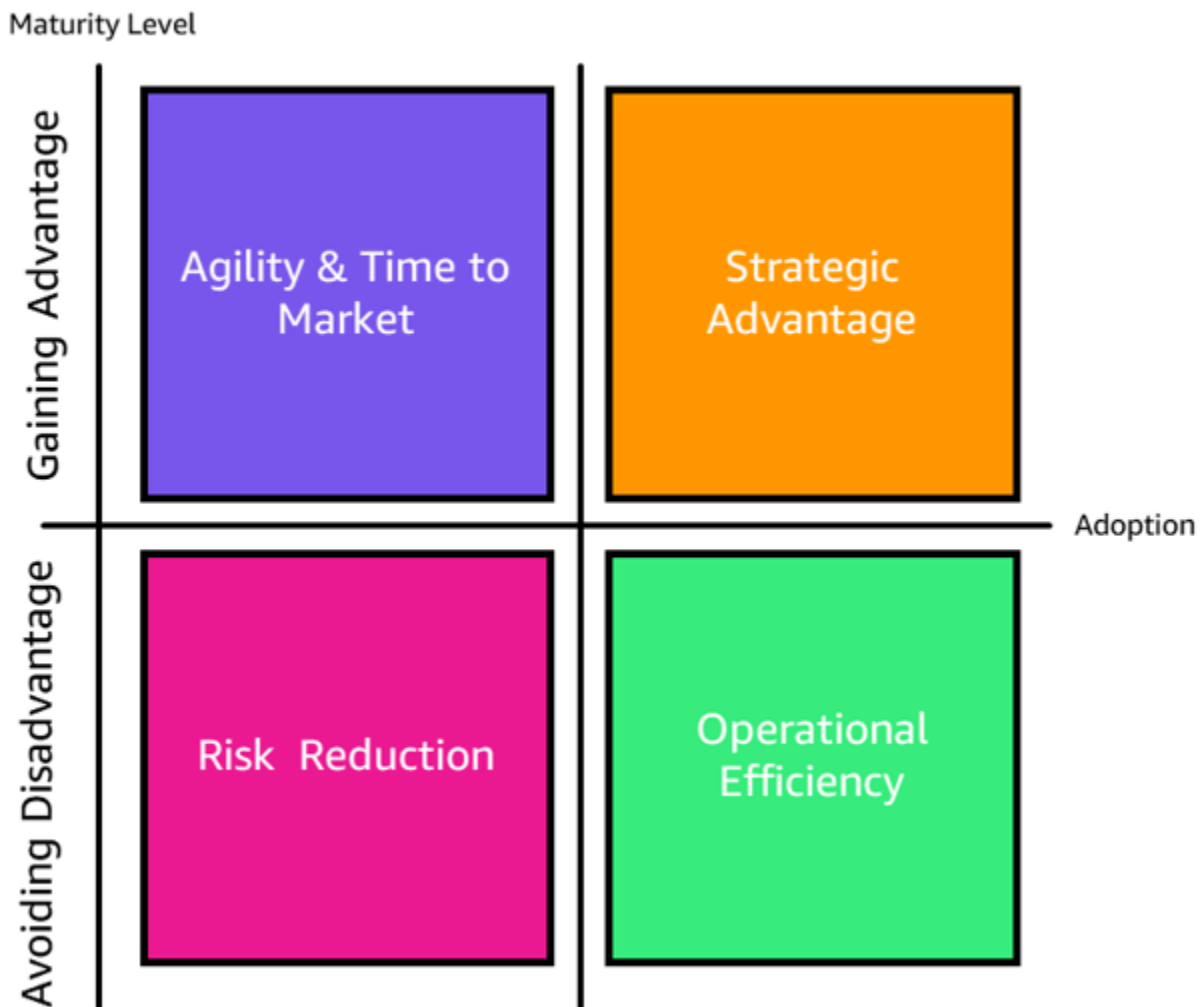 Maturity Level
Gaining Advantage
Agility & Time to
Market
Strategic
Advantage
Adoption
Avoiding Disadvantage
Risk Reduction
Operational
Efficiency